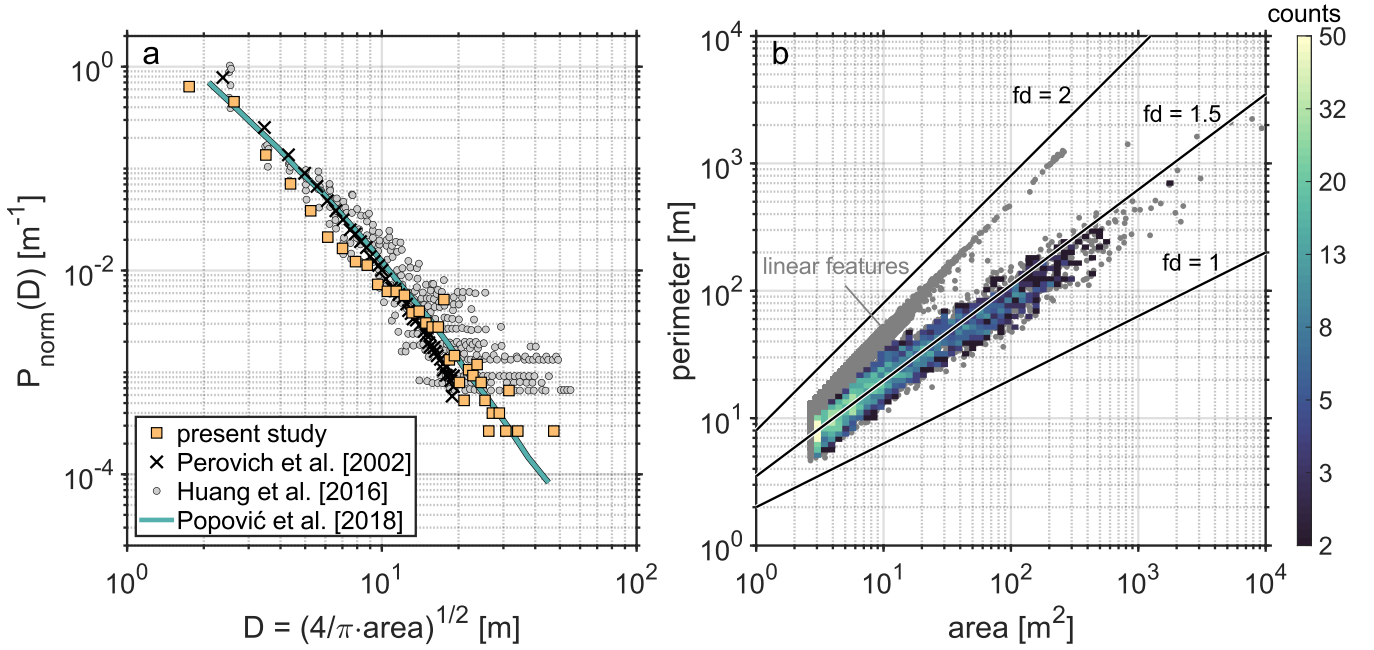 a
10^0
10^-2
10^-4
P_norm(D) [m^-1]
present study
Perovich et al. [2002]
Huang et al. [2016]
Popović et al. [2018]
10^0
10^1
10^2
D = (4/π·area)^1/2 [m]
b
10^4
10^3
10^2
10^1
10^0
perimeter [m]
fd = 2
fd = 1.5
fd = 1
linear features
10^0
10^1
10^2
10^3
10^4
area [m^2]
counts
50
32
20
13
8
5
3
2